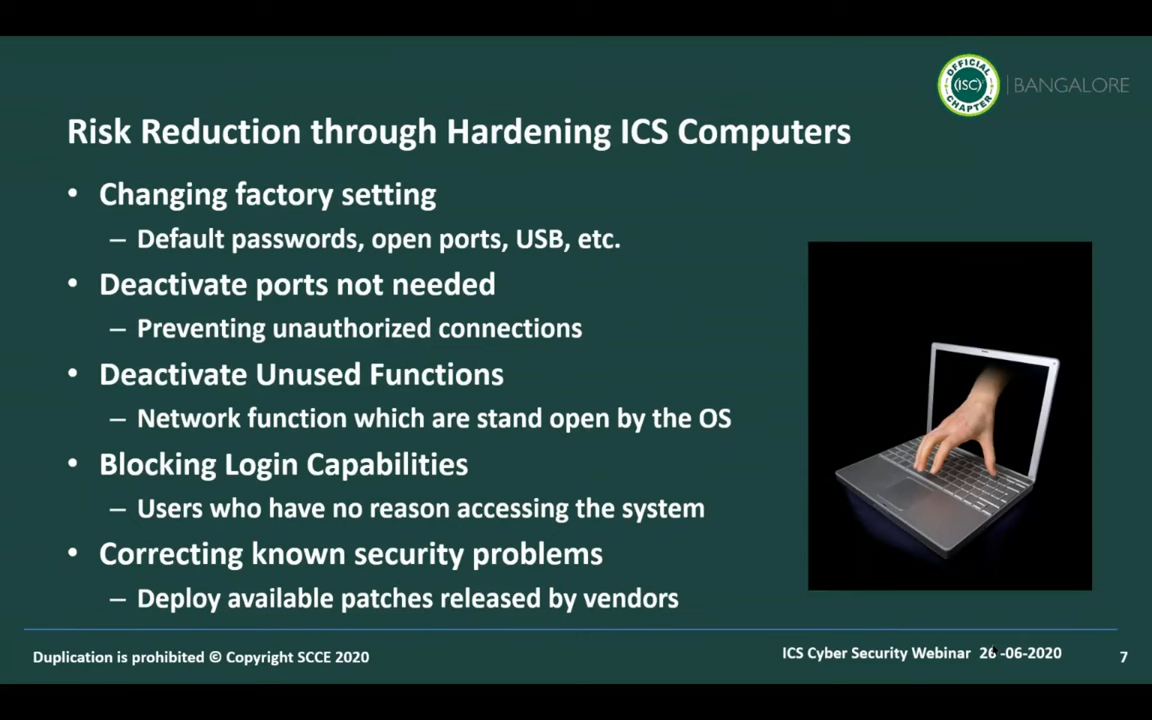 OFFICIAL
(ISC)
CHAPTER
BANGALORE
Risk Reduction through Hardening ICS Computers
• Changing factory setting
– Default passwords, open ports, USB, etc.
• Deactivate ports not needed
– Preventing unauthorized connections
• Deactivate Unused Functions
– Network function which are stand open by the OS
• Blocking Login Capabilities
– Users who have no reason accessing the system
• Correcting known security problems
– Deploy available patches released by vendors
Duplication is prohibited © Copyright SCCE 2020
ICS Cyber Security Webinar 26-06-2020
7